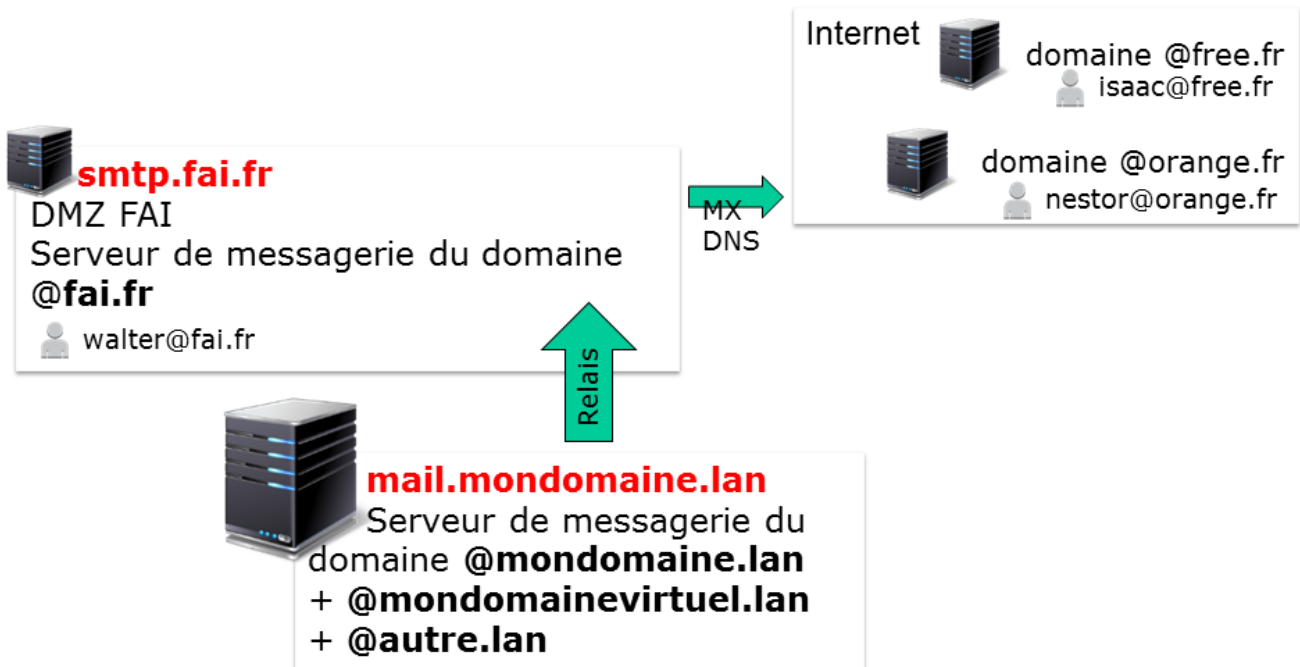 Internet
domaine @free.fr
isaac@free.fr
domaine @orange.fr
nestor@orange.fr
smtp.fai.fr
DMZ FAI
Serveur de messagerie du domaine
@fai.fr
walter@fai.fr
MX
DNS
Relais
mail.mondomaine.lan
Serveur de messagerie du
domaine @mondomaine.lan
+ @mondomainevirtuel.lan
+ @autre.lan